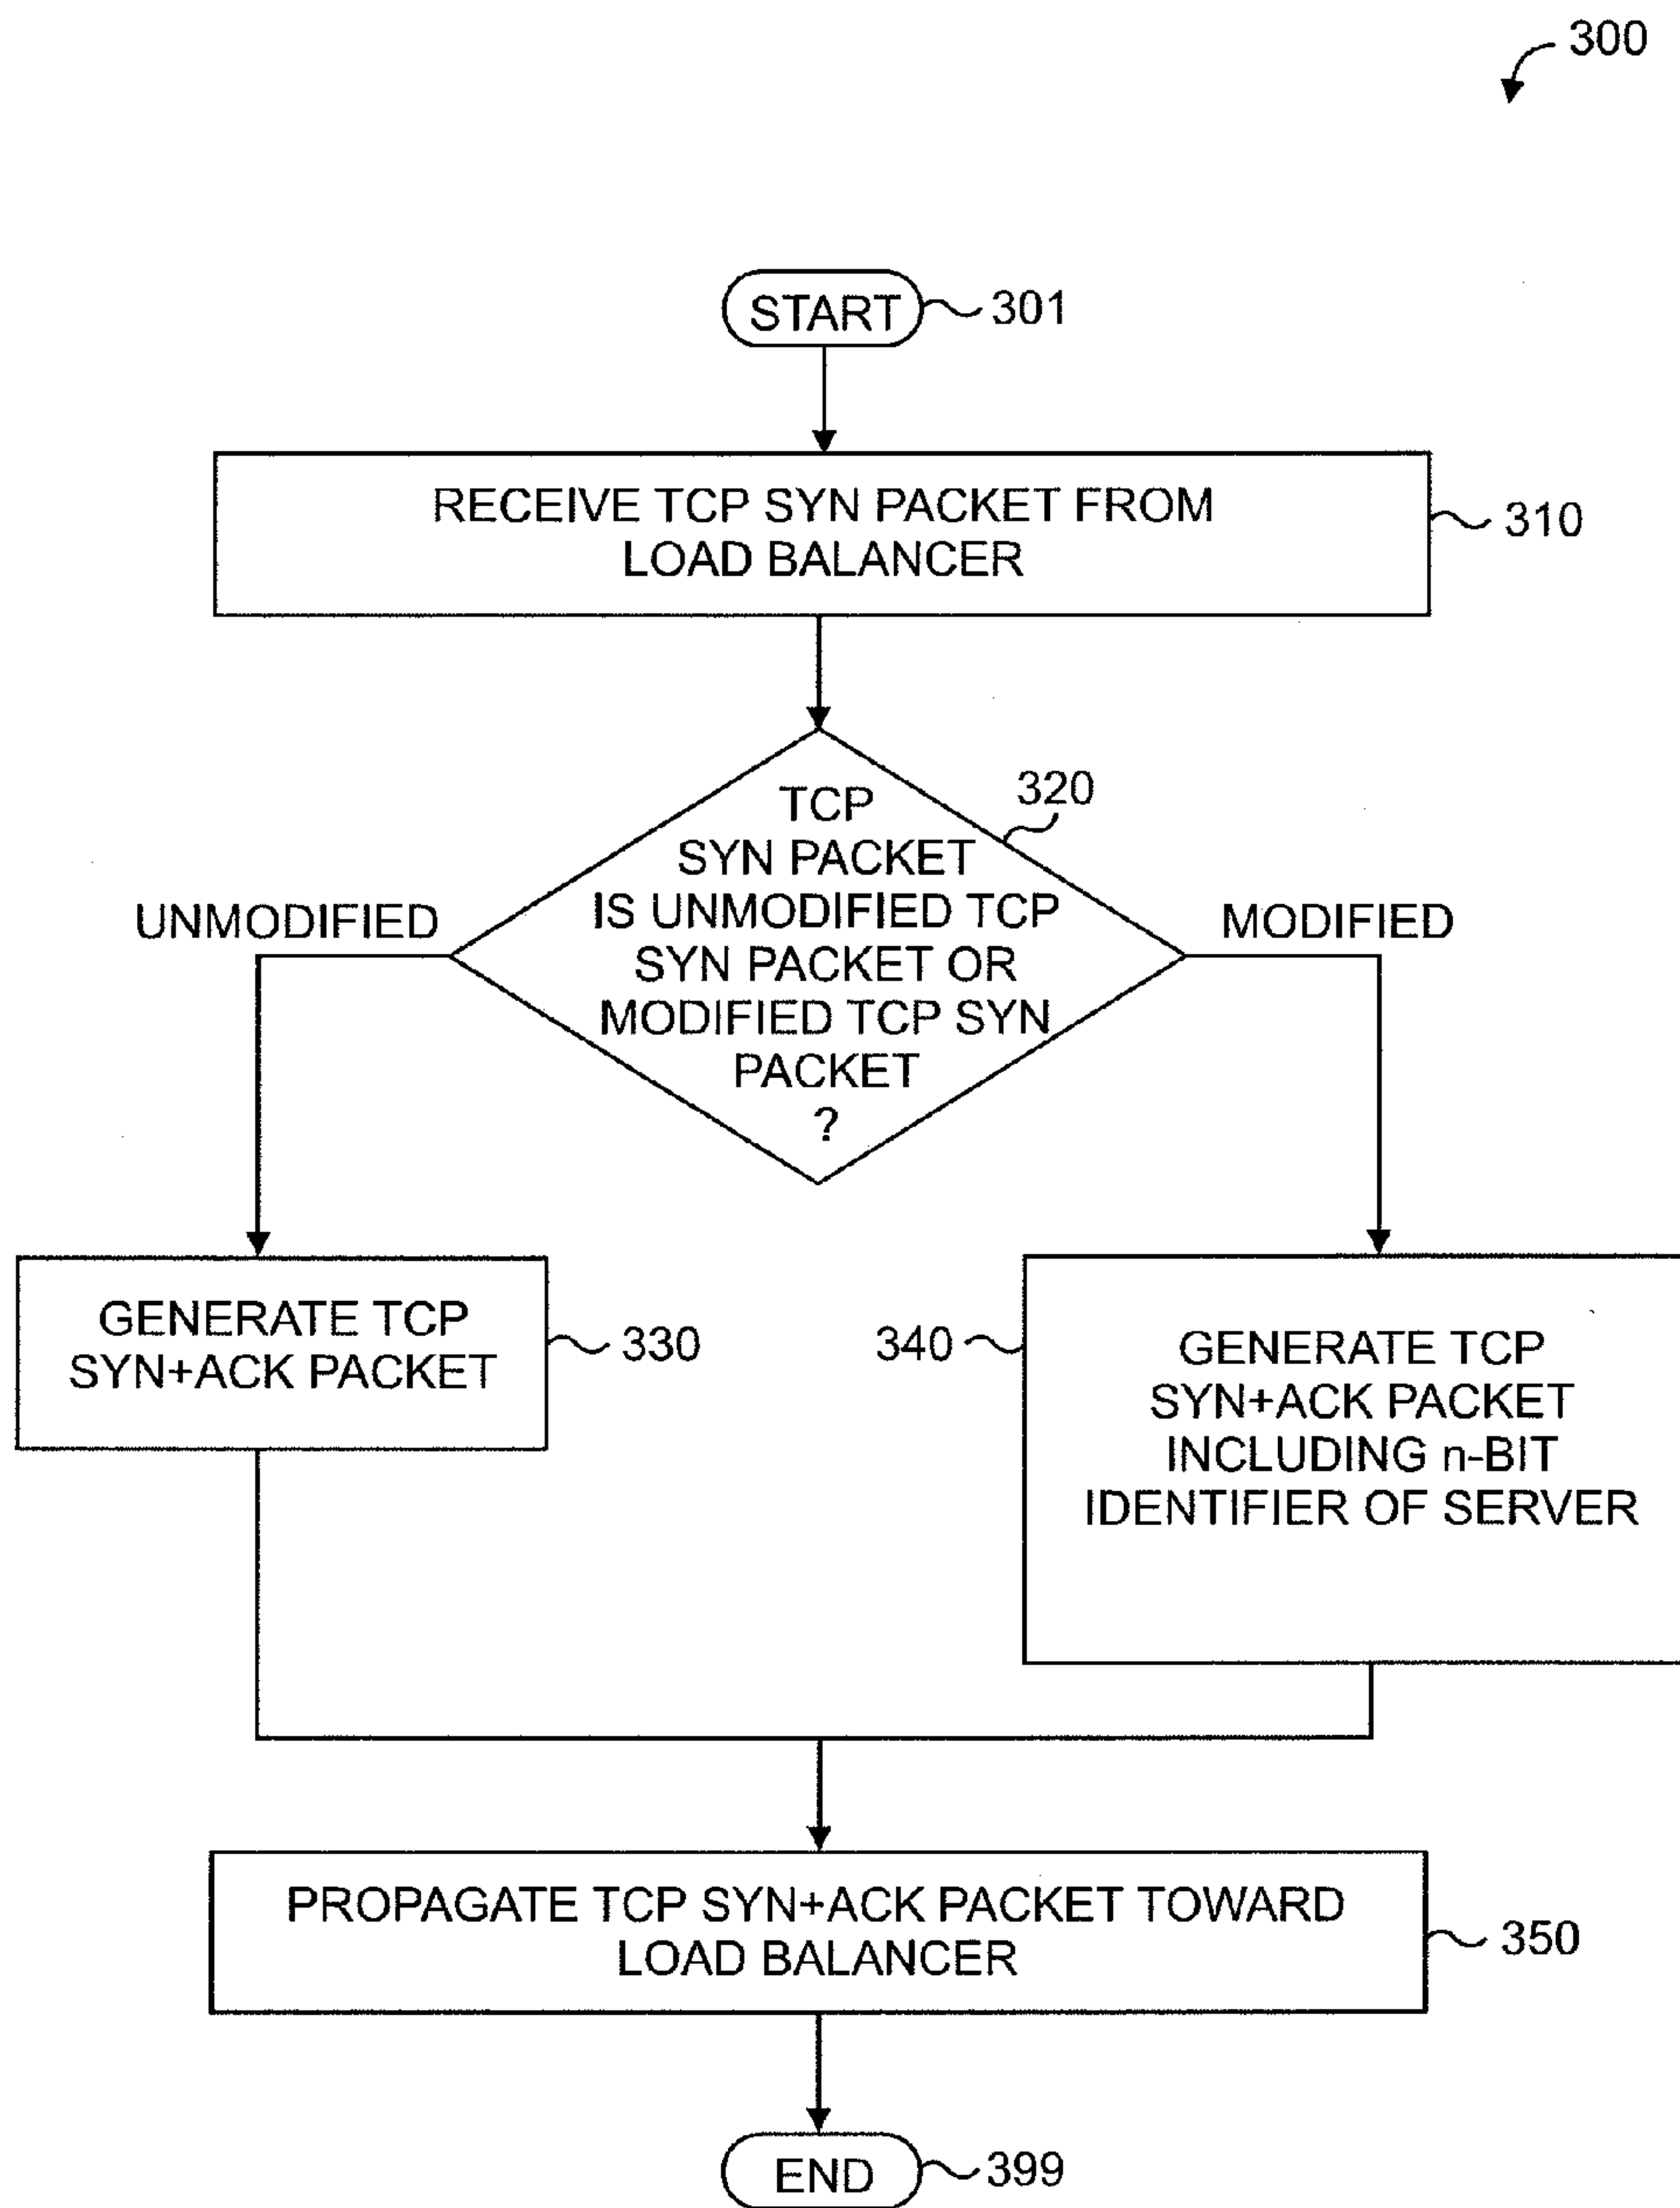 300
START
301
RECEIVE TCP SYN PACKET FROM
LOAD BALANCER
310
320
TCP
SYN PACKET
IS UNMODIFIED TCP
SYN PACKET OR
MODIFIED TCP SYN
PACKET
?
UNMODIFIED
MODIFIED
GENERATE TCP
SYN+ACK PACKET
330
340
GENERATE TCP
SYN+ACK PACKET
INCLUDING n-BIT
IDENTIFIER OF SERVER
PROPAGATE TCP SYN+ACK PACKET TOWARD
LOAD BALANCER
350
END
399